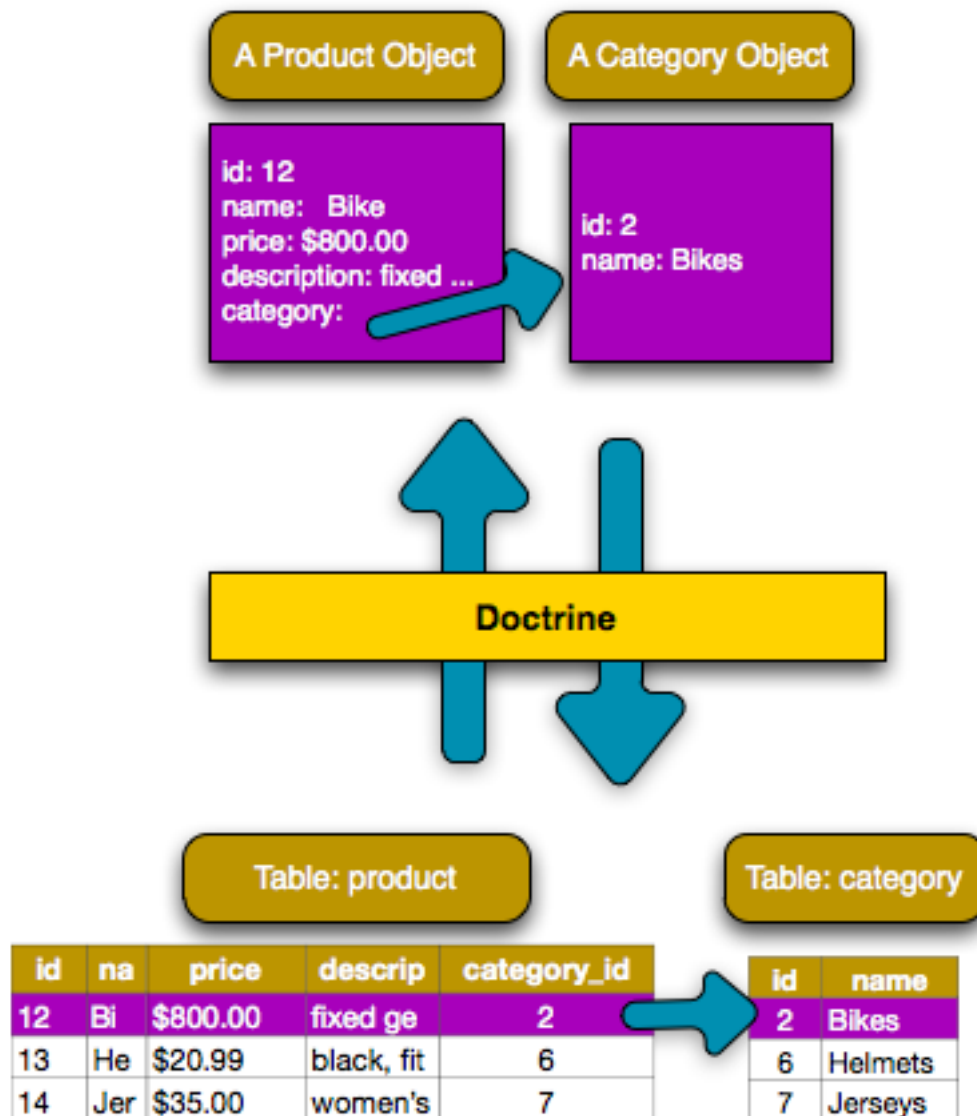 A Product Object
A Category Object
id: 12
name: Bike
price: $800.00
description: fixed ...
category:
id: 2
name: Bikes
Doctrine
Table: product
Table: category
id na price descrip category_id
12 Bi $800.00 fixed ge 2
13 He $20.99 black, fit 6
14 Jer $35.00 women's 7
id name
2 Bikes
6 Helmets
7 Jerseys